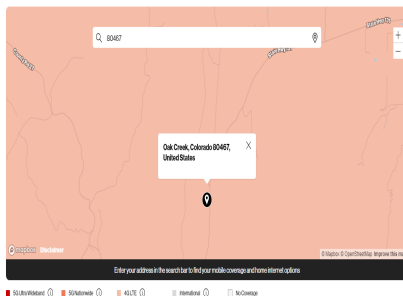 80467
Oak Creek, Colorado 80467,
United States
mapbox Disclaimer
© Mapbox © OpenStreetMap Improve this ma
Enter your address in the search bar to find your mobile coverage and home internet options
5G Ultra Wideband
5G Nationwide
4G LTE
International
No Coverage